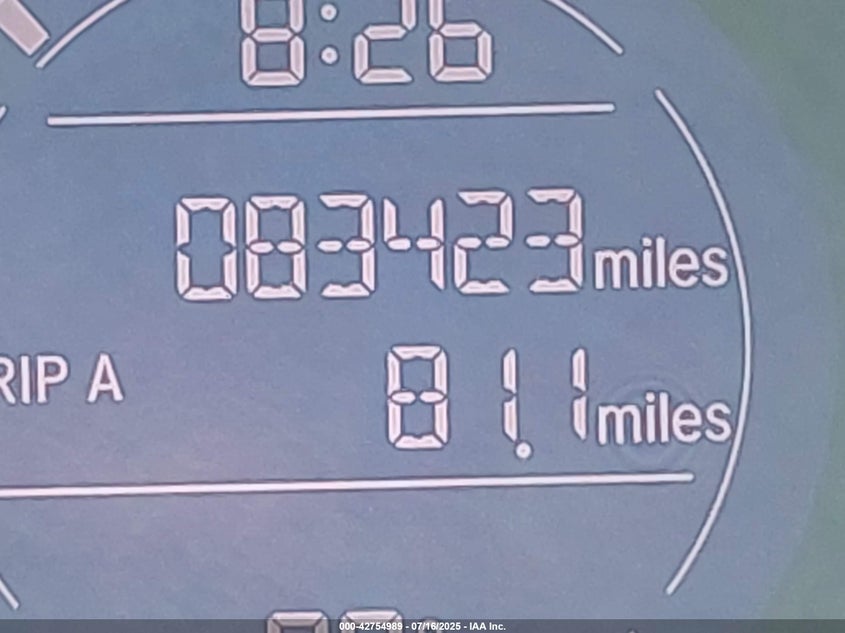 8:26
083423 miles
RIP A 81.1 miles
000-42754989 - 07/16/2025 - IAA Inc.